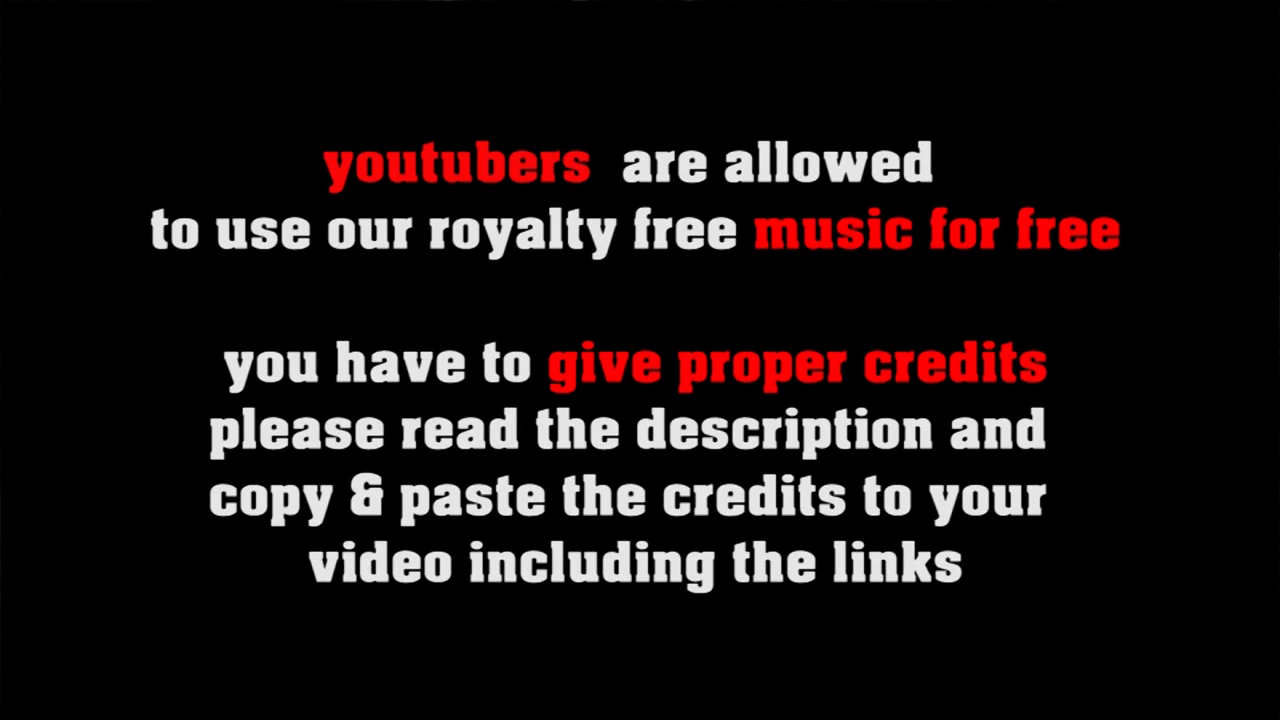 youtubers are allowed
to use our royalty free music for free
you have to give proper credits
please read the description and
copy & paste the credits to your
video including the links